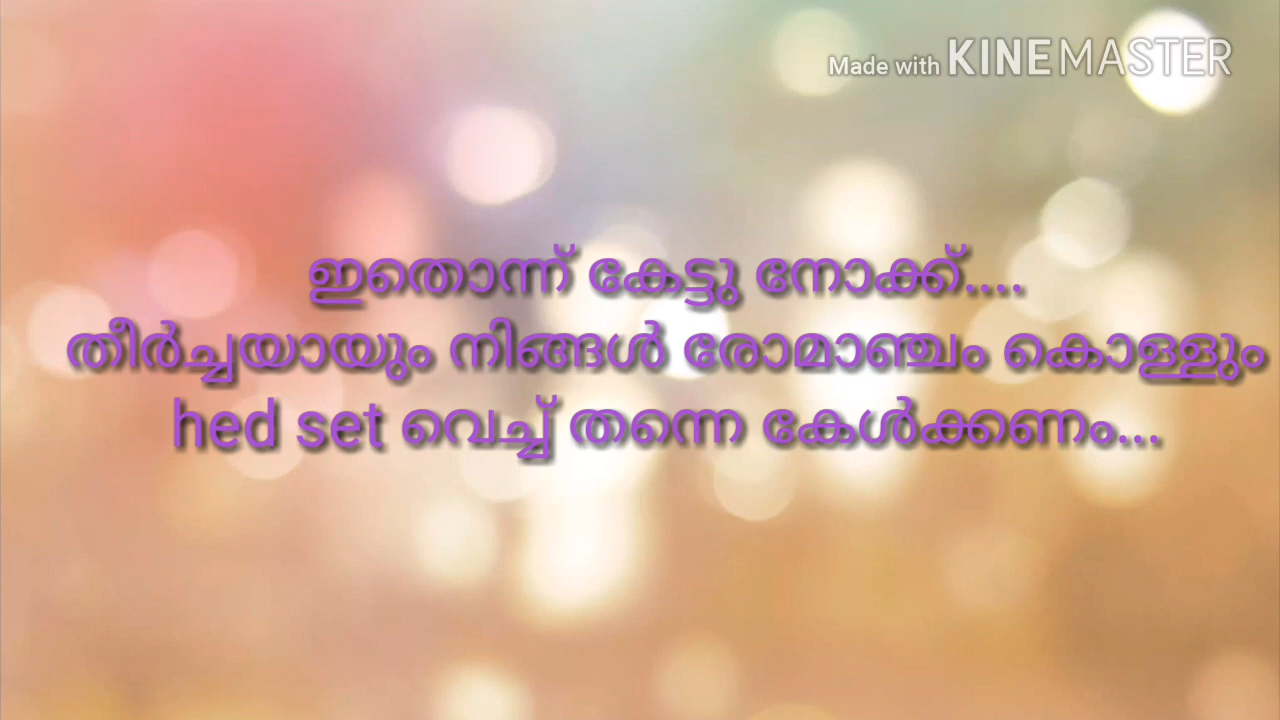 Made with KINEMASTER
ഇതൊന്ന് കേട്ടു നോക്ക്....
തീർച്ചയായും നിങ്ങൾ രോമാഞ്ചം കൊള്ളും
hed set വെച്ച് തന്നെ കേൾക്കണം...